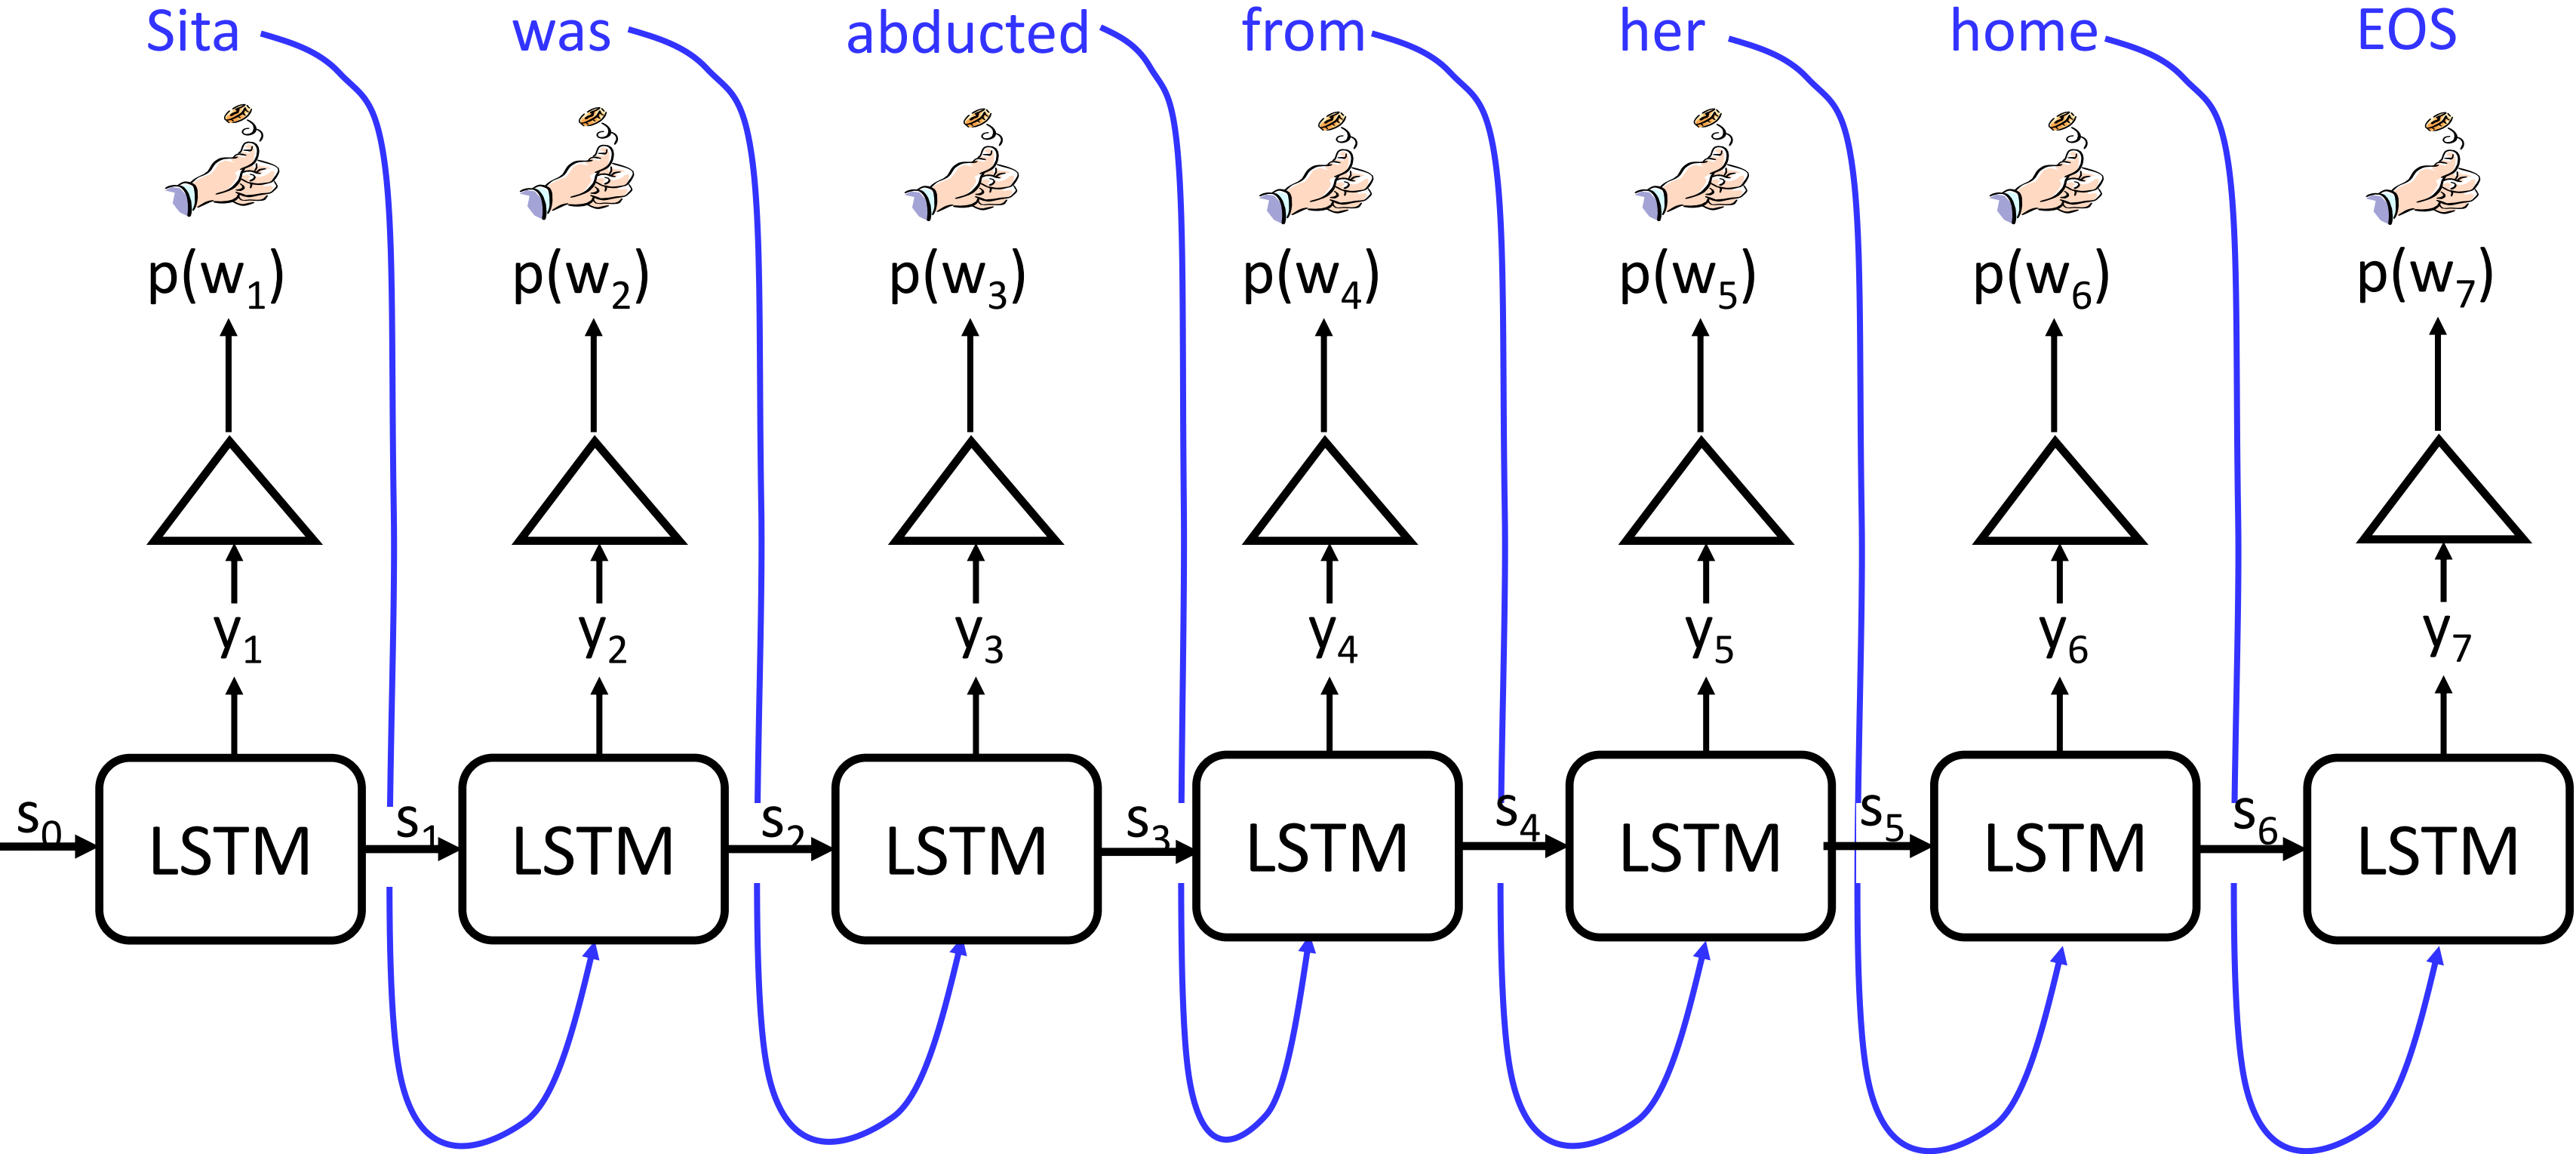 Sita was abducted from her home EOS
p(w₁) p(w₂) p(w₃) p(w₄) p(w₅) p(w₆) p(w₇)
y₁ y₂ y₃ y₄ y₅ y₆ y₇
s₀ s₁ s₂ s₃ s₄ s₅ s₆
LSTM LSTM LSTM LSTM LSTM LSTM LSTM